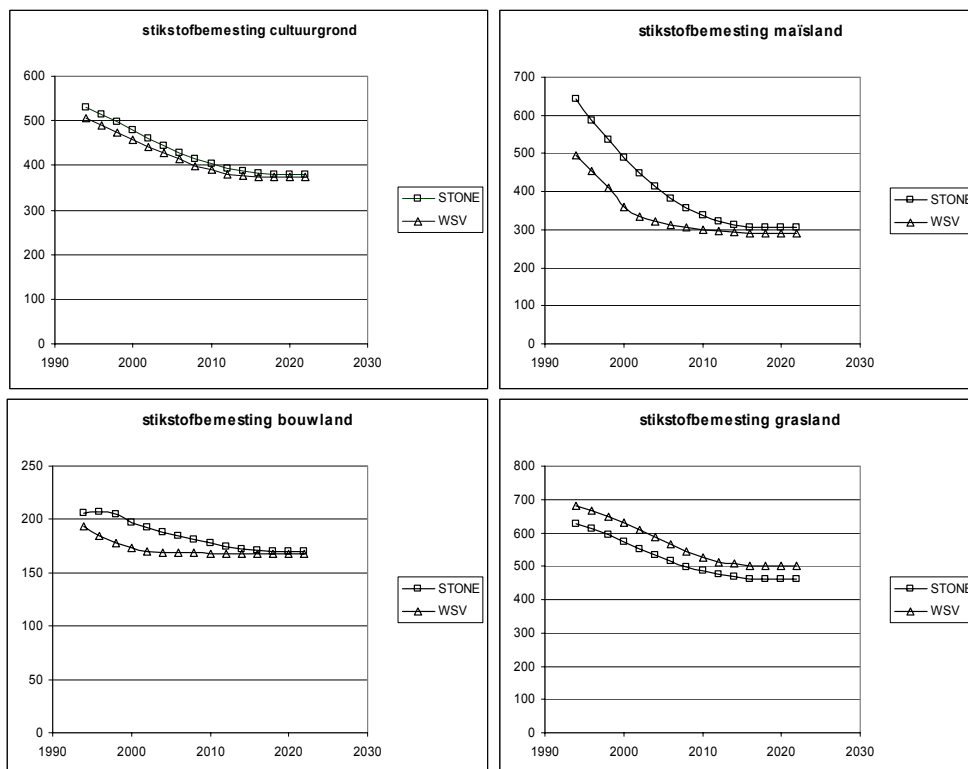 stikstofbemesting cultuurgrond
600
500
400
300
200
100
0
1990 2000 2010 2020 2030
STONE
WSV
stikstofbemesting maïsland
700
600
500
400
300
200
100
0
1990 2000 2010 2020 2030
STONE
WSV
stikstofbemesting bouwland
250
200
150
100
50
0
1990 2000 2010 2020 2030
STONE
WSV
stikstofbemesting grasland
800
700
600
500
400
300
200
100
0
1990 2000 2010 2020 2030
STONE
WSV